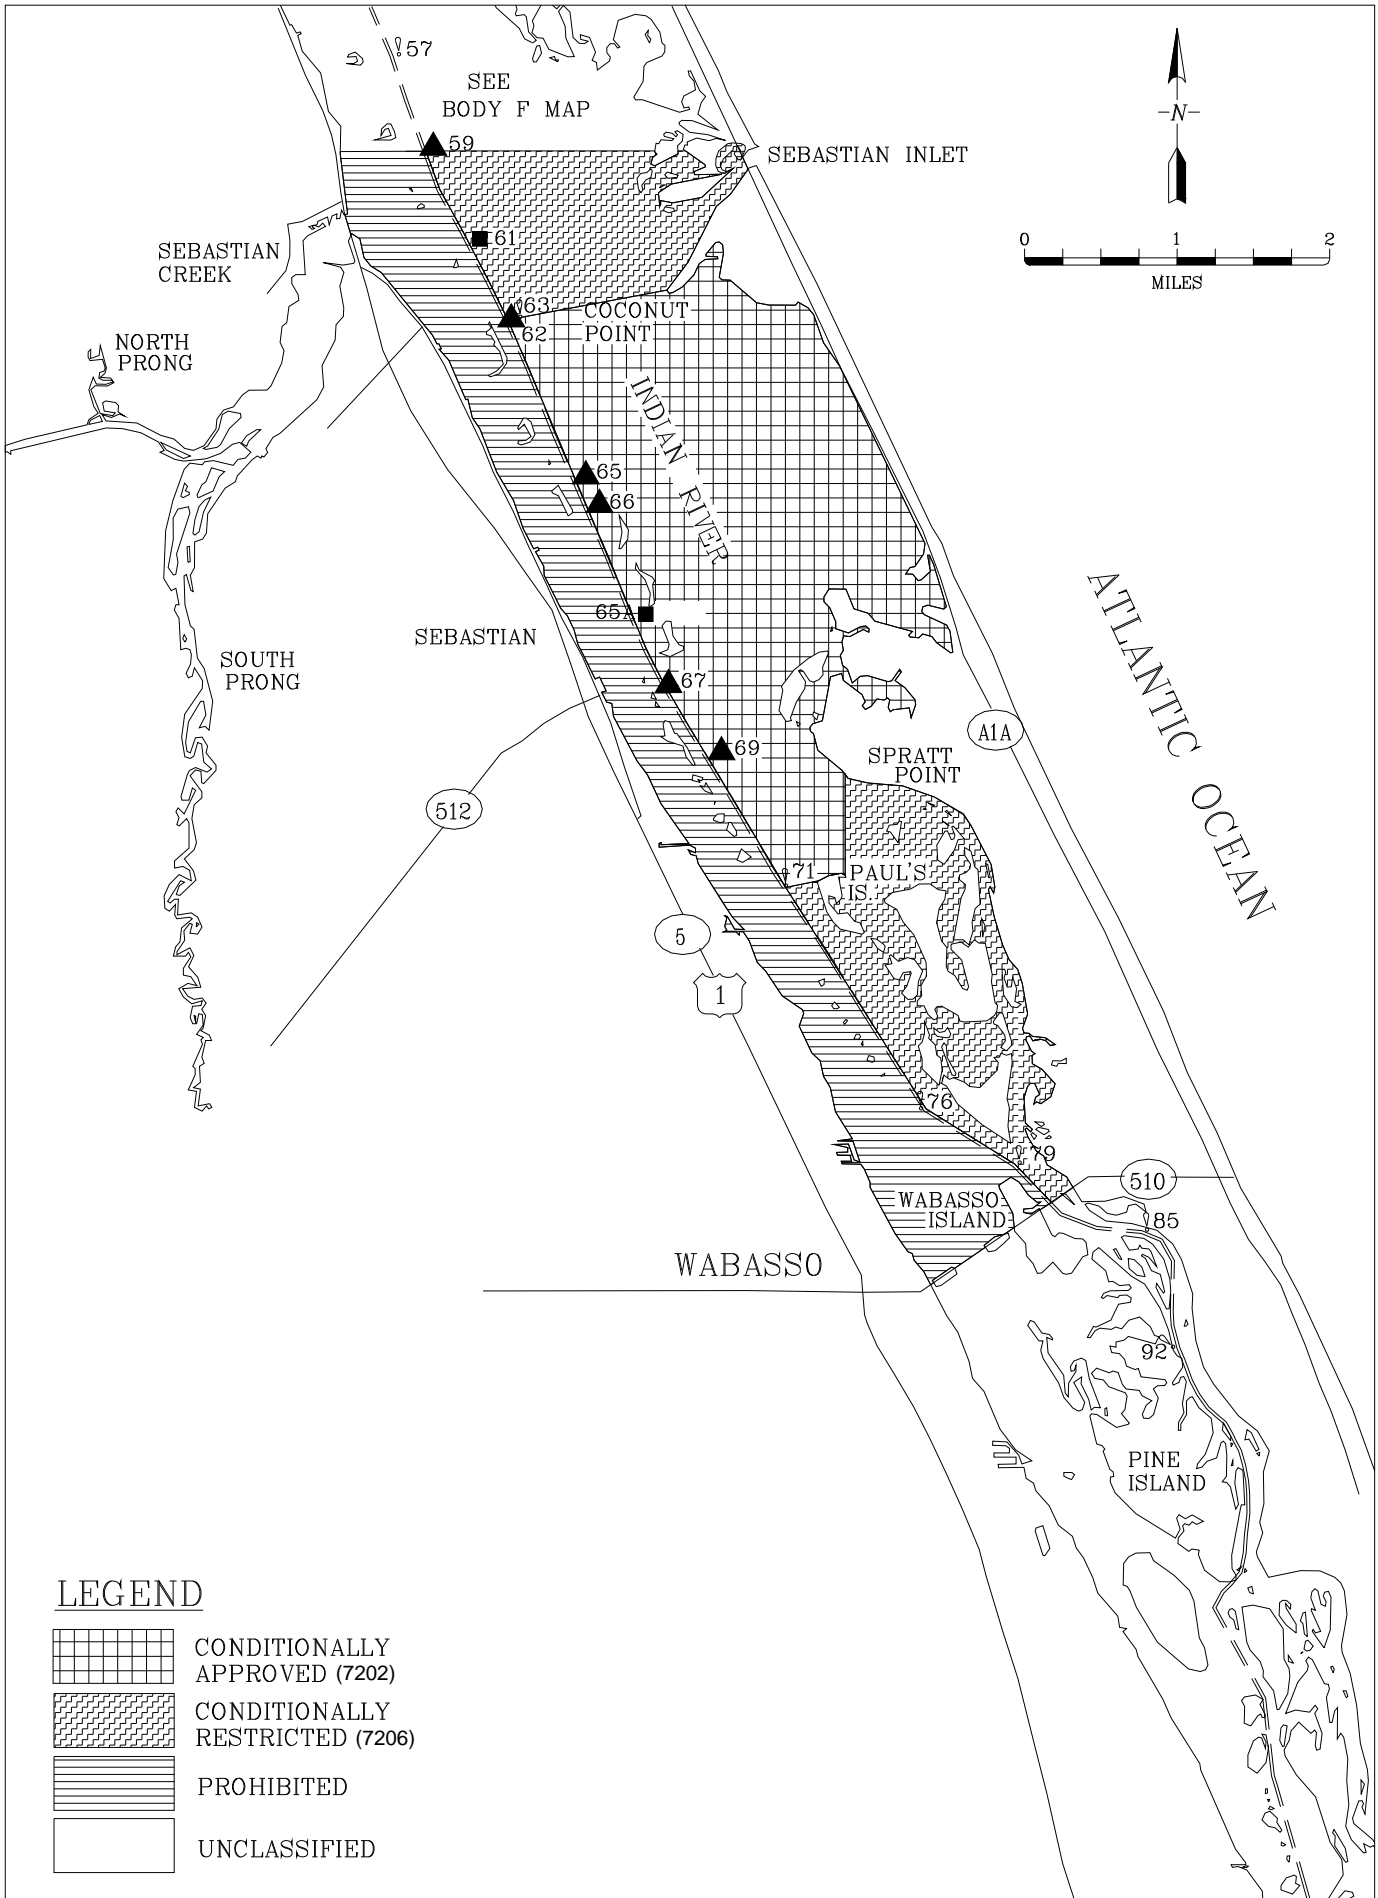 57
SEE
BODY F MAP
59
-N-
SEBASTIAN INLET
61
SEBASTIAN
CREEK
0 1 2
MILES
63
62
COCONUT
POINT
NORTH
PRONG
INDIAN RIVER
65
66
65A
SEBASTIAN
ATLANTIC OCEAN
SOUTH
PRONG
67
A1A
69
SPRATT
POINT
512
71
PAUL'S
IS.
5
1
76
79
510
WABASSO
ISLAND
85
WABASSO
92
PINE
ISLAND
LEGEND
CONDITIONALLY
APPROVED (7202)
CONDITIONALLY
RESTRICTED (7206)
PROHIBITED
UNCLASSIFIED